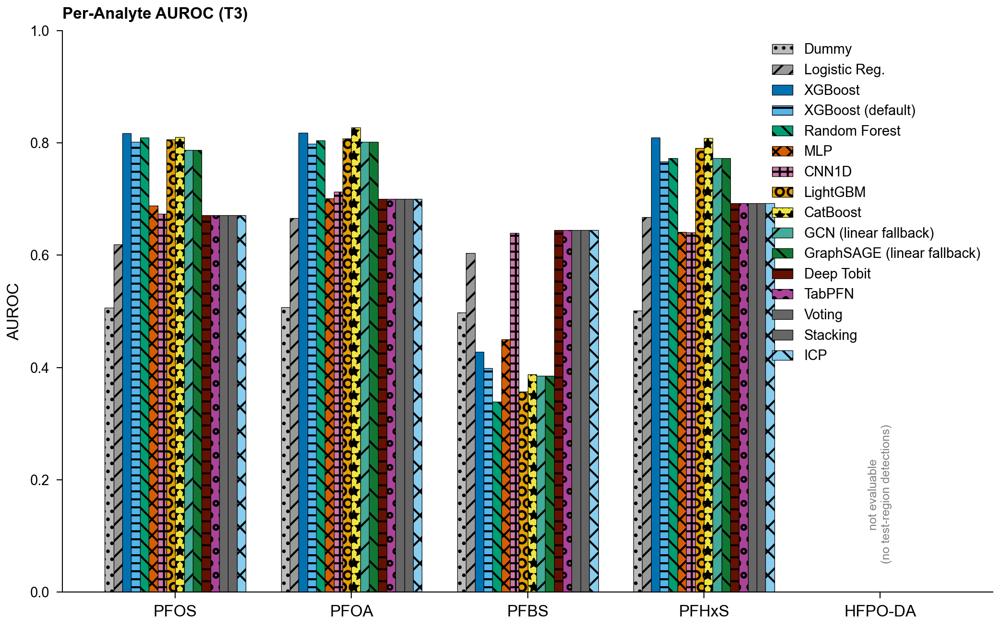 Per-Analyte AUROC (T3)
1.0
0.8
0.6
0.4
0.2
0.0
AUROC
Dummy
Logistic Reg.
XGBoost
XGBoost (default)
Random Forest
MLP
CNN1D
LightGBM
CatBoost
GCN (linear fallback)
GraphSAGE (linear fallback)
Deep Tobit
TabPFN
Voting
Stacking
ICP
not evaluable
(no test-region detections)
PFOS
PFOA
PFBS
PFHxS
HFPO-DA